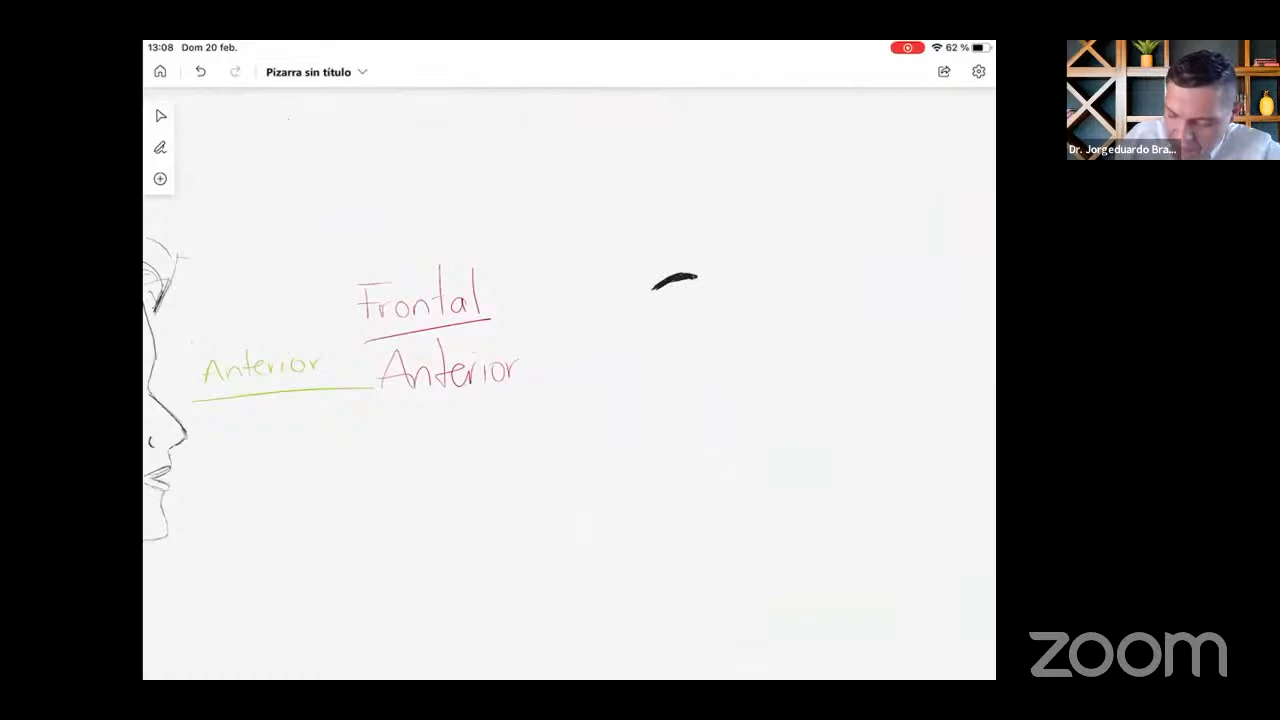 13:08 Dom 20 feb. 62 %
Pizarra sin título
Dr. Jorgeduardo Bra...
Frontal
Anterior Anterior
zoom